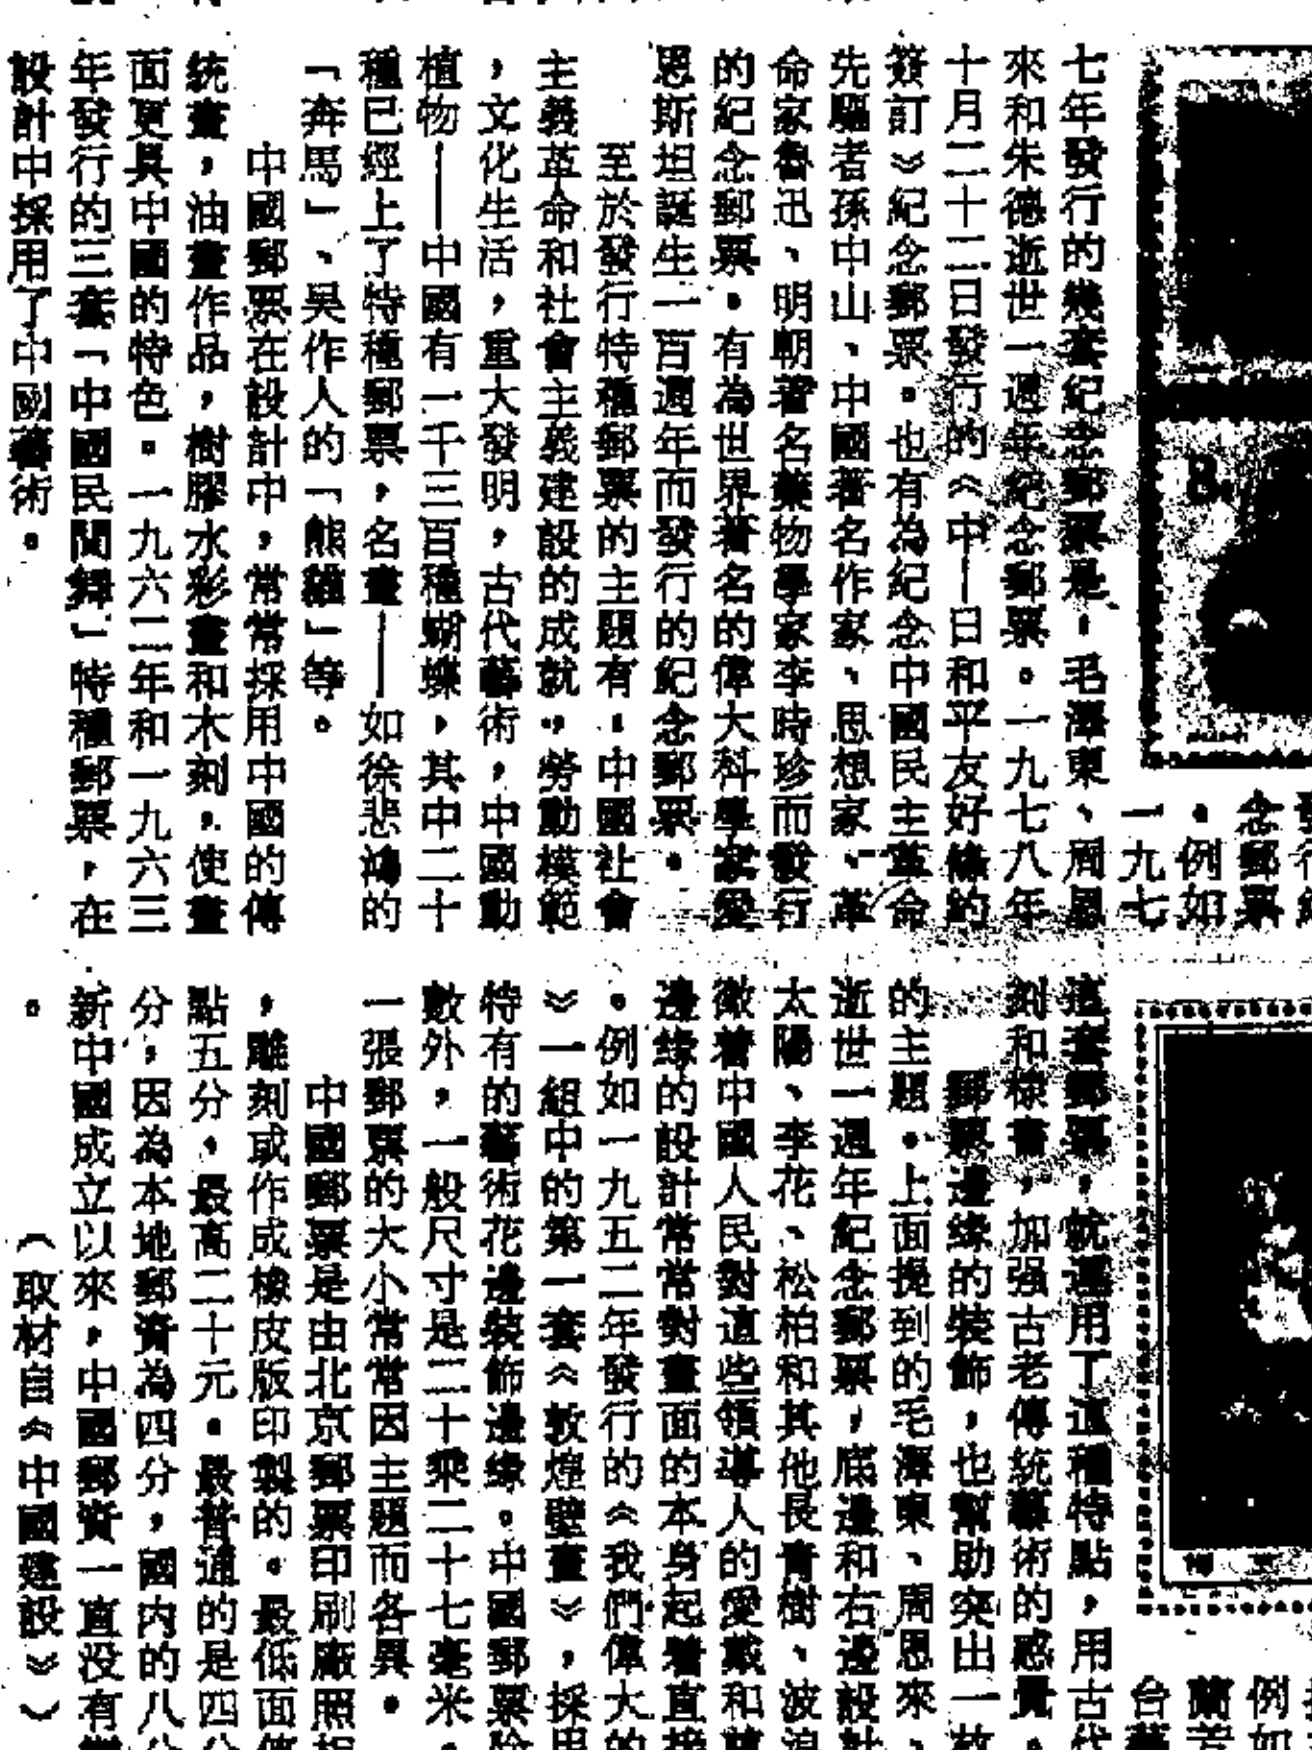 念郵票
。例如
一九七
七年發行的幾套紀念郵票是：毛澤東、周恩
來和朱德逝世一週年紀念郵票。一九七八年
十月二十二日發行的《中—日和平友好條約
簽訂》紀念郵票。也有為紀念中國民主革命
先驅者孫中山、中國著名作家、思想家、革
命家魯迅、明朝著名藥物學家李時珍而發行
的紀念郵票。有為世界著名的偉大科學家愛
恩斯坦誕生一百週年而發行的紀念郵票。
至於發行特種郵票的主題有：中國社會
主義革命和社會主義建設的成就，勞動模範
，文化生活，重大發明，古代藝術，中國動
植物——中國有一千三百種蝴蝶，其中二十
種已經上了特種郵票，名畫——如徐悲鴻的
「奔馬」、吳作人的「熊貓」等。
中國郵票在設計中，常常採用中國的傳
統畫，油畫作品，樹膠水彩畫和木刻。使畫
面更具中國的特色。一九六二年和一九六三
年發行的三套「中國民間舞」特種郵票，在
設計中採用了中國藝術。
例如
蘭
台
這套郵票，就運用了這種特點，用古代
刻和棣書，加强古老傳統藝術的感覺。
郵票邊緣的裝飾，也幫助突出一枚
的主題。上面提到的毛澤東、周恩來、
逝世一週年紀念郵票，底邊和右邊設計
太陽、李花、松柏和其他長青樹、波浪
徵着中國人民對這些領導人的愛戴和
邊緣的設計常常對畫面的本身起着直接
。例如一九五二年發行的《我們偉大的
》一組中的第一套《敦煌壁畫》，採用
特有的藝術花邊裝飾邊緣。中國郵票除
數外，一般尺寸是三十乘二十七毫米。
一張郵票的大小常常因主題而各異。
中國郵票是由北京郵票印刷廠照相
，雕刻或作成橡皮版印製的。最低面值
點五分，最高二十元。最普通的是四分
分，因為本地郵資為四分，國内的八分
新中國成立以來，中國郵資一直没有
。
（取材自《中國建設》）